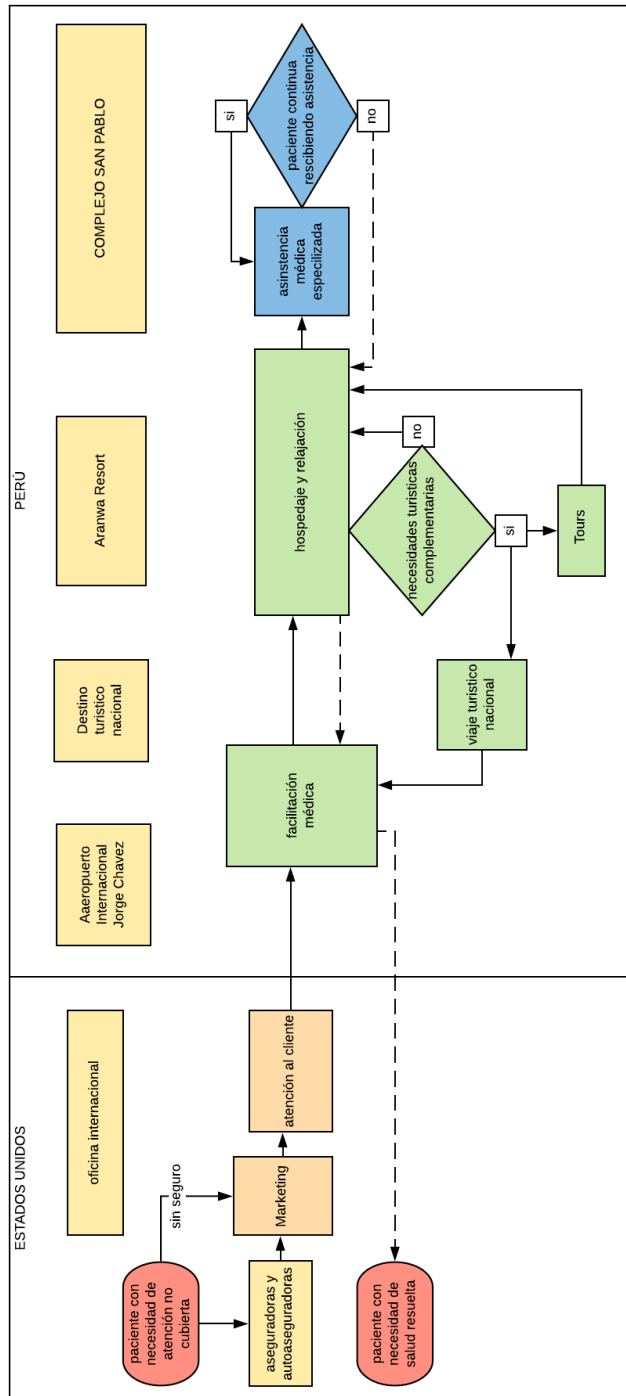 ESTADOS UNIDOS
PERÚ
oficina internacional
Aaeropuerto
Internacional
Jorge Chavez
Destino
turistico
nacional
Aranwa Resort
COMPLEJO SAN PABLO
paciente con
necesidad de
atención no
cubierta
sin seguro
aseguradoras y
autoaseguradoras
Marketing
atención al cliente
facilitación
médica
hospedaje y relajación
asinstencia
médica
especilizada
si
paciente continua
rescibiendo asistencia
no
necesidades turisticas
complementarias
no
si
viaje turistico
nacional
Tours
paciente con
necesidad de
salud resuelta